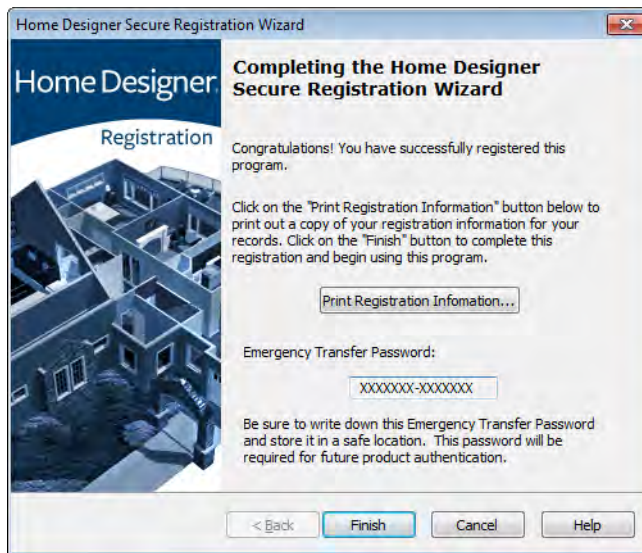 Home Designer Secure Registration Wizard
Home Designer
Registration
Completing the Home Designer
Secure Registration Wizard
Congratulations! You have successfully registered this
program.
Click on the "Print Registration Information" button below to
print out a copy of your registration information for your
records. Click on the "Finish" button to complete this
registration and begin using this program.
Print Registration Infomation...
Emergency Transfer Password:
XXXXXXX-XXXXXXX
Be sure to write down this Emergency Transfer Password
and store it in a safe location. This password will be
required for future product authentication.
< Back Finish Cancel Help